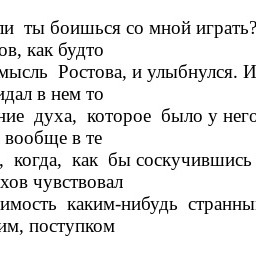 ли ты боишься со мной играть?
ов, как будто
мысль Ростова, и улыбнулся. И
идал в нем то
ние духа, которое было у него
вообще в те
, когда, как бы соскучившись
хов чувствовал
имость каким-нибудь странны
им, поступком